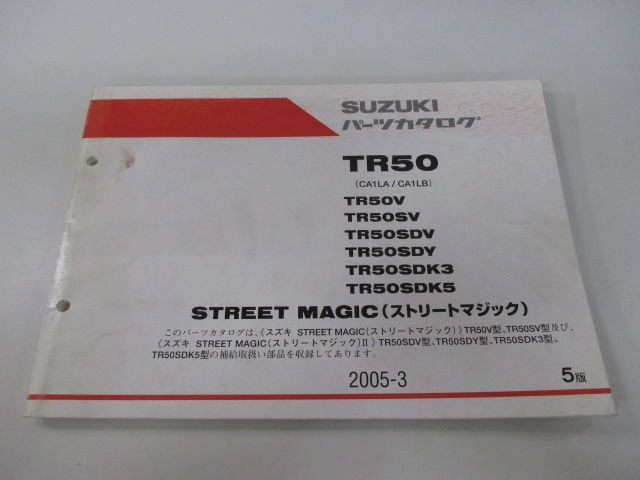 SUZUKI
パーツカタログ
TR50
(CA1LA / CA1LB)
TR50V
TR50SV
TR50SDV
TR50SDY
TR50SDK3
TR50SDK5
STREET MAGIC(ストリートマジック)
このパーツカタログは、《スズキ STREET MAGIC(ストリートマジック)》TR50V型、TR50SV型及び、
《スズキ STREET MAGIC(ストリートマジック)II》TR50SDV型、TR50SDY型、TR50SDK3型、
TR50SDK5型の補給取扱い部品を収録してあります。
2005-3
5版